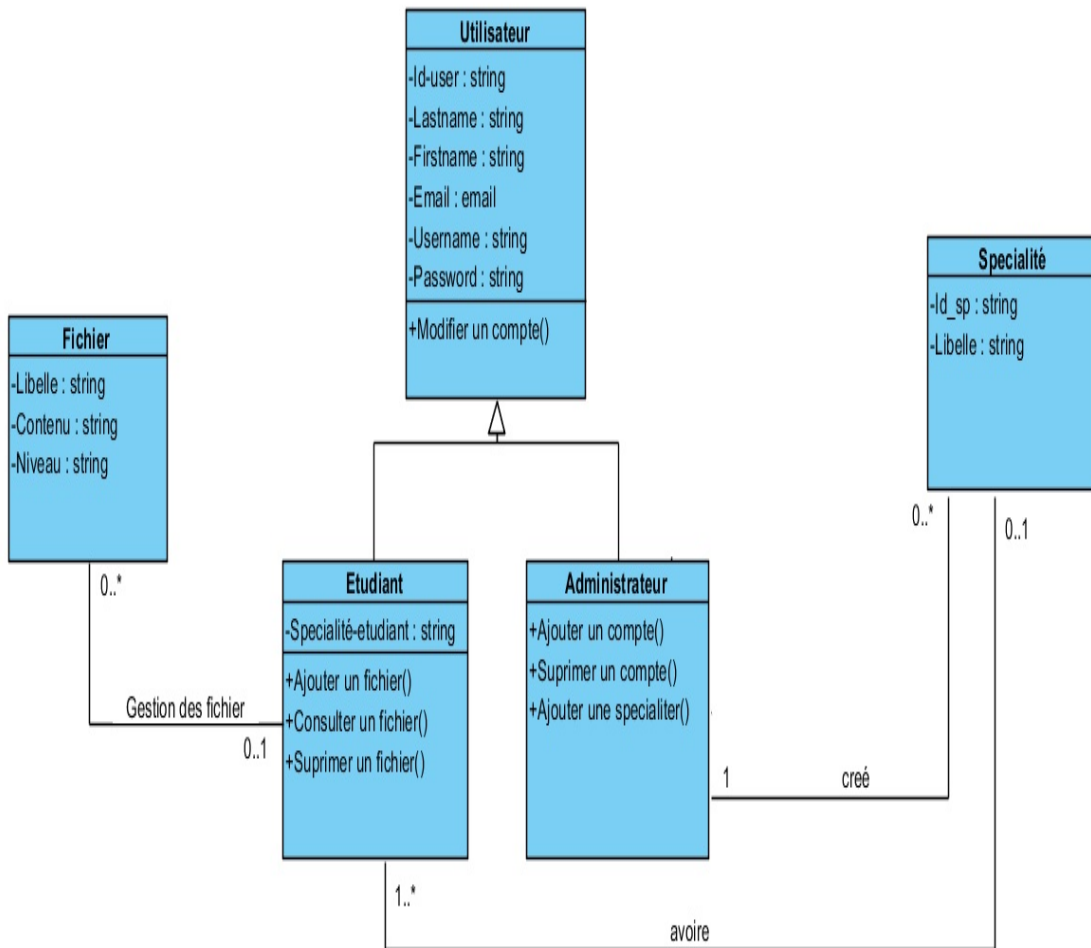 Utilisateur
-Id-user : string
-Lastname : string
-Firstname : string
-Email : email
-Username : string
-Password : string
+Modifier un compte()
Specialité
-Id_sp : string
-Libelle : string
Fichier
-Libelle : string
-Contenu : string
-Niveau : string
0..*
0..1
0..*
Etudiant
-Specialité-etudiant : string
+Ajouter un fichier()
+Consulter un fichier()
+Suprimer un fichier()
Administrateur
+Ajouter un compte()
+Suprimer un compte()
+Ajouter une specialiter()
Gestion des fichier
0..1
1
creé
1..*
avoire